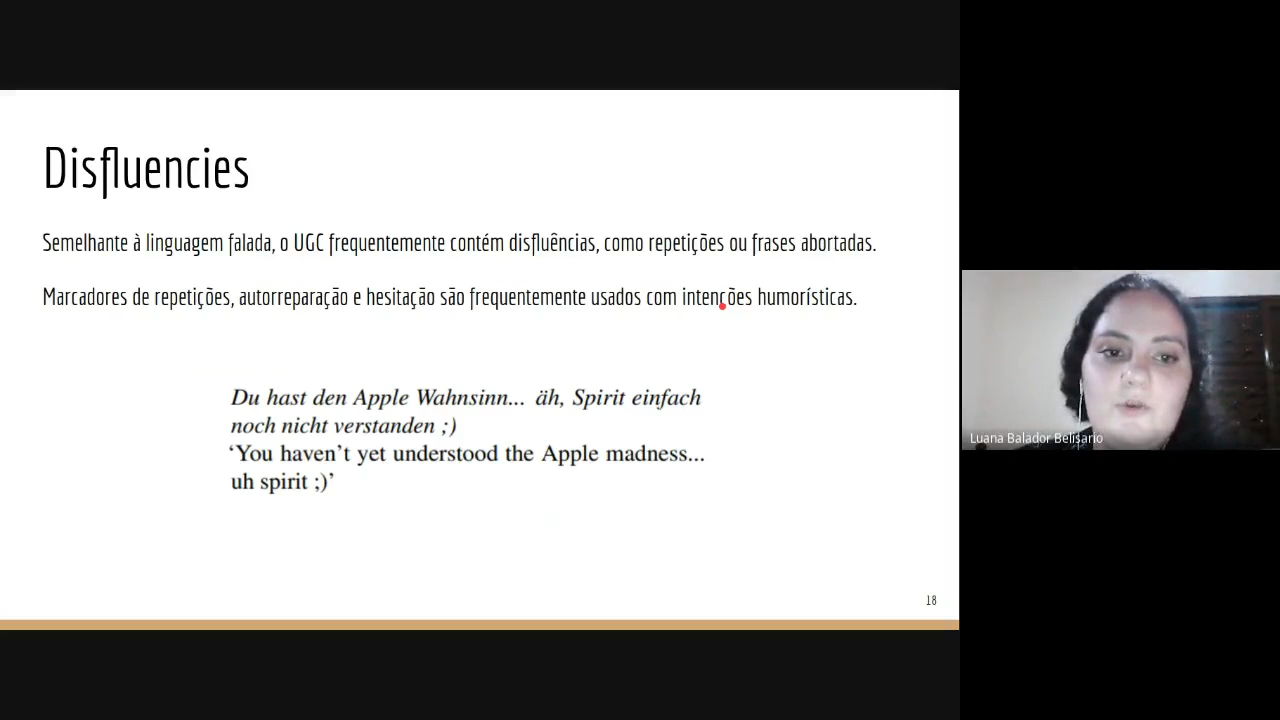 Disfluencies
Semelhante à linguagem falada, o UGC frequentemente contém disfluências, como repetições ou frases abortadas.
Marcadores de repetições, autorreparação e hesitação são frequentemente usados com intenções humorísticas.
Du hast den Apple Wahnsinn... äh, Spirit einfach
noch nicht verstanden ;)
‘You haven’t yet understood the Apple madness...
uh spirit ;)’
18
Luana Balador Belisario